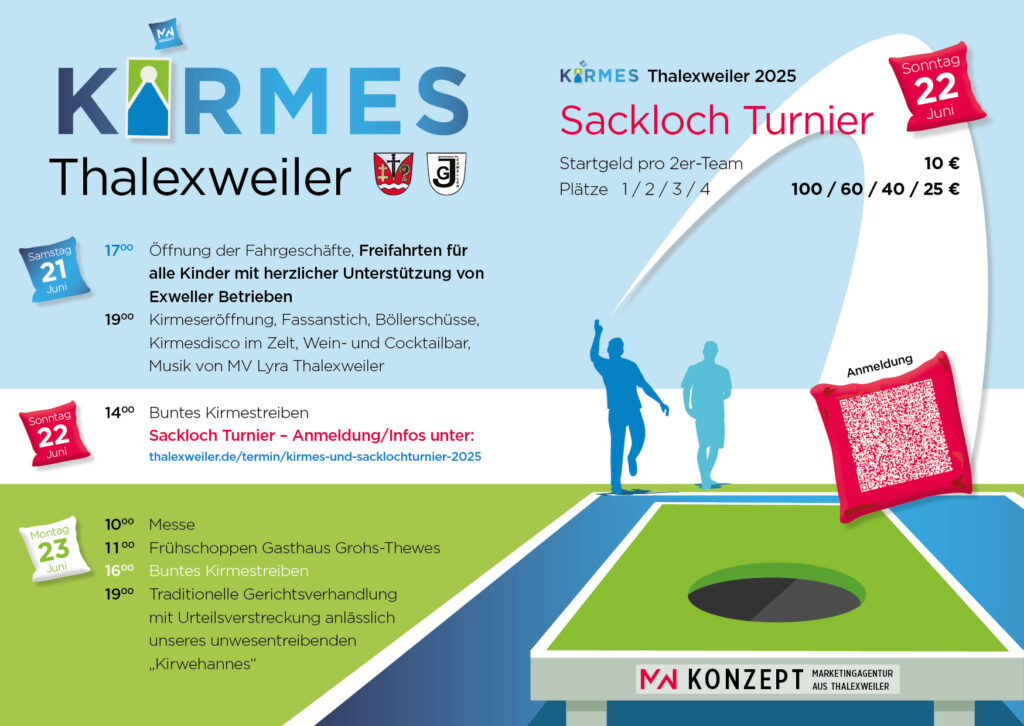 MW
KONZEPT
KIRMES
Thalexweiler
Samstag
21
Juni
17⁰⁰ Öffnung der Fahrgeschäfte, Freifahrten für
alle Kinder mit herzlicher Unterstützung von
Exweller Betrieben
19⁰⁰ Kirmeseröffnung, Fassanstich, Böllerschüsse,
Kirmesdisco im Zelt, Wein- und Cocktailbar,
Musik von MV Lyra Thalexweiler
Sonntag
22
Juni
14⁰⁰ Buntes Kirmestreiben
Sackloch Turnier – Anmeldung/Infos unter:
thalexweiler.de/termin/kirmes-und-sacklochturnier-2025
Montag
23
Juni
10⁰⁰ Messe
11⁰⁰ Frühschoppen Gasthaus Grohs-Thewes
16⁰⁰ Buntes Kirmestreiben
19⁰⁰ Traditionelle Gerichtsverhandlung
mit Urteilsverstreckung anlässlich
unseres unwesentreibenden
„Kirwehannes“
KIRMES Thalexweiler 2025
Sackloch Turnier
Sonntag
22
Juni
Startgeld pro 2er-Team 10 €
Plätze 1 / 2 / 3 / 4 100 / 60 / 40 / 25 €
Anmeldung
MW KONZEPT MARKETINGAGENTUR
AUS THALEXWEILER